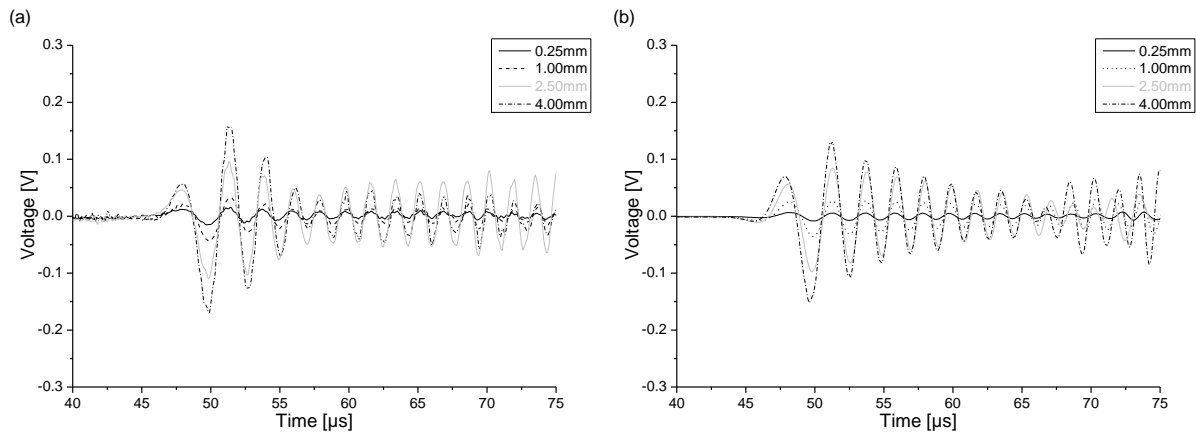 (a)
0.3
0.2
0.1
0.0
-0.1
-0.2
-0.3
Voltage [V]
40 45 50 55 60 65 70 75
Time [µs]
0.25mm
1.00mm
2.50mm
4.00mm
(b)
0.3
0.2
0.1
0.0
-0.1
-0.2
-0.3
Voltage [V]
40 45 50 55 60 65 70 75
Time [µs]
0.25mm
1.00mm
2.50mm
4.00mm